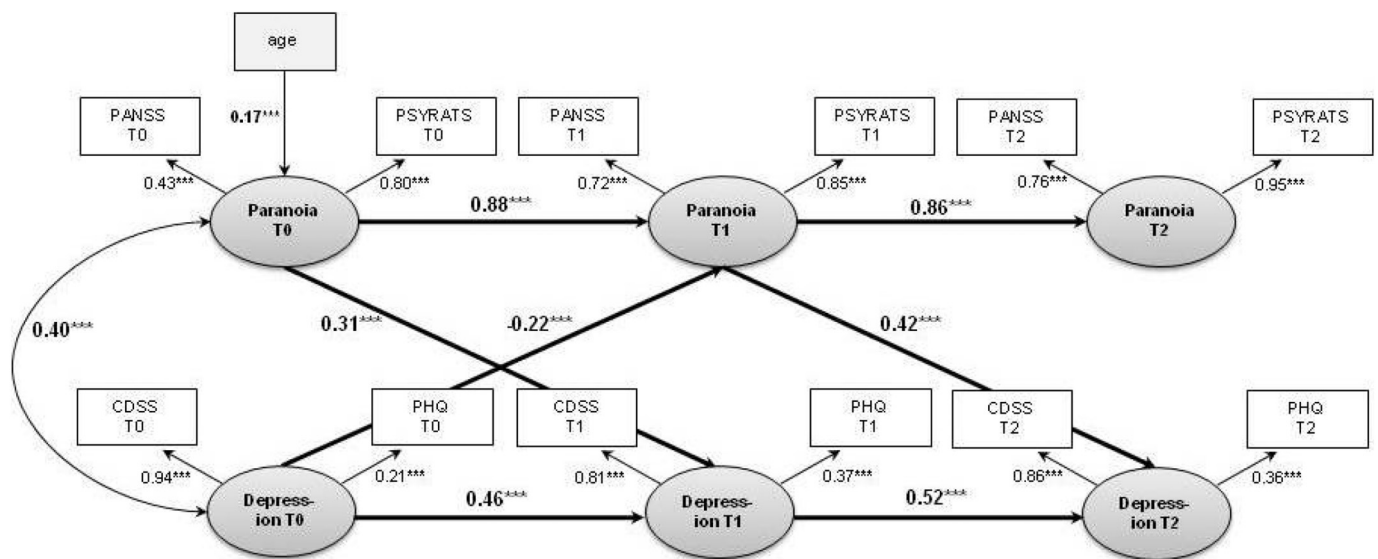 age
PANSS
T0
0.17***
PSYRATS
T0
PANSS
T1
PSYRATS
T1
PANSS
T2
PSYRATS
T2
0.43***
0.80***
0.72***
0.85***
0.76***
0.95***
Paranoia
T0
0.88***
Paranoia
T1
0.86***
Paranoia
T2
0.40***
0.31***
-0.22***
0.42***
CDSS
T0
PHQ
T0
CDSS
T1
PHQ
T1
CDSS
T2
PHQ
T2
0.94***
0.21***
0.81***
0.37***
0.86***
0.36***
Depress-
ion T0
0.46***
Depress-
ion T1
0.52***
Depress-
ion T2